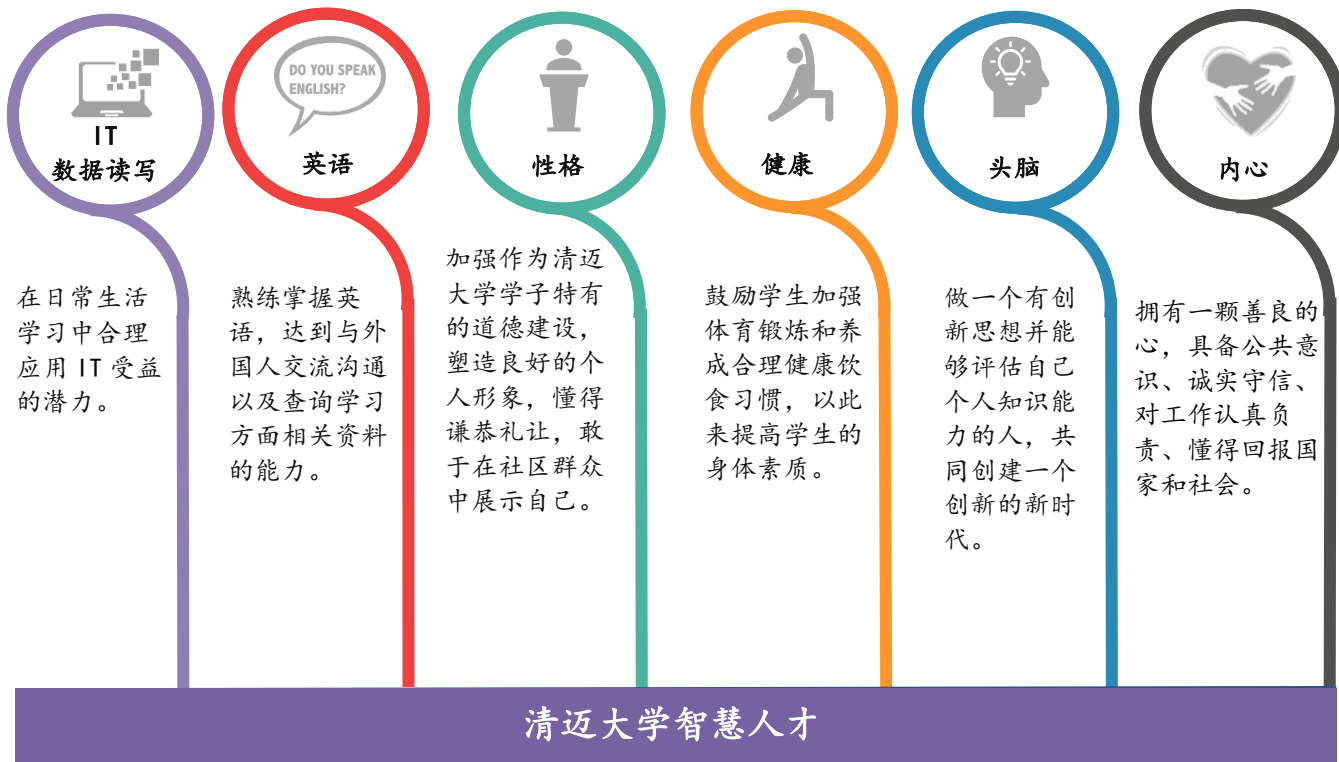 IT
数据读写
在日常生活
学习中合理
应用 IT 受益
的潜力。
DO YOU SPEAK
ENGLISH?
英语
熟练掌握英
语，达到与外
国人交流沟通
以及查询学习
方面相关资料
的能力。
性格
加强作为清迈
大学学子特有
的道德建设，
塑造良好的个
人形象，懂得
谦恭礼让，敢
于在社区群众
中展示自己。
健康
鼓励学生加强
体育锻炼和养
成合理健康饮
食习惯，以此
来提高学生的
身体素质。
头脑
做一个有创
新思想并能
够评估自己
个人知识能
力的人，共
同创建一个
创新的新时
代。
内心
拥有一颗善良的
心，具备公共意
识、诚实守信、
对工作认真负
责、懂得回报国
家和社会。
清迈大学智慧人才